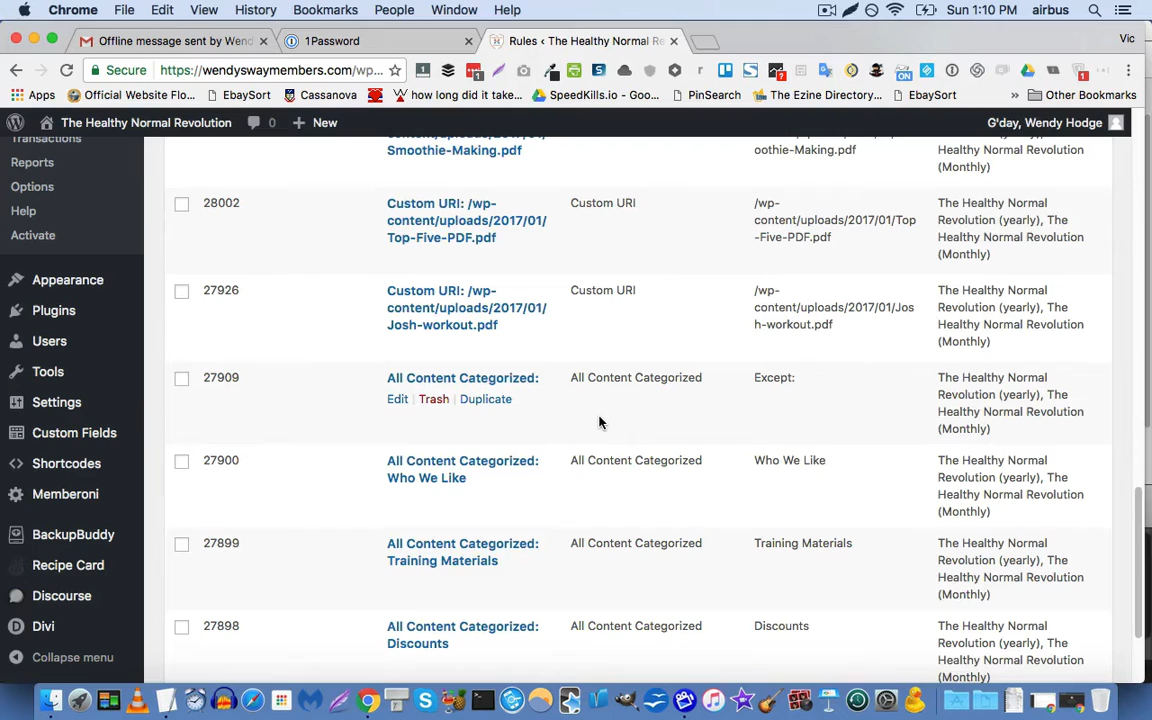 Chrome File Edit View History Bookmarks People Window Help Sun 1:10 PM airbus
Offline message sent by Wend 1Password Rules ‹ The Healthy Normal Re Vic
Secure https://wendyswaymembers.com/wp...
Apps Official Website Flo... EbaySort Cassanova how long did it take... SpeedKills.io - Goo... PinSearch The Ezine Directory... EbaySort » Other Bookmarks
The Healthy Normal Revolution 0 New G'day, Wendy Hodge
Transactions
Reports
Options
Help
Activate
Appearance
Plugins
Users
Tools
Settings
Custom Fields
Shortcodes
Memberoni
BackupBuddy
Recipe Card
Discourse
Divi
Collapse menu
content/uploads/2017/01/
Smoothie-Making.pdf
oothie-Making.pdf
Healthy Normal Revolution
(Monthly)
28002
Custom URI: /wp-
content/uploads/2017/01/
Top-Five-PDF.pdf
Custom URI
/wp-
content/uploads/2017/01/Top
-Five-PDF.pdf
The Healthy Normal
Revolution (yearly), The
Healthy Normal Revolution
(Monthly)
27926
Custom URI: /wp-
content/uploads/2017/01/
Josh-workout.pdf
Custom URI
/wp-
content/uploads/2017/01/Jos
h-workout.pdf
The Healthy Normal
Revolution (yearly), The
Healthy Normal Revolution
(Monthly)
27909
All Content Categorized:
Edit | Trash | Duplicate
All Content Categorized
Except:
The Healthy Normal
Revolution (yearly), The
Healthy Normal Revolution
(Monthly)
27900
All Content Categorized:
Who We Like
All Content Categorized
Who We Like
The Healthy Normal
Revolution (yearly), The
Healthy Normal Revolution
(Monthly)
27899
All Content Categorized:
Training Materials
All Content Categorized
Training Materials
The Healthy Normal
Revolution (yearly), The
Healthy Normal Revolution
(Monthly)
27898
All Content Categorized:
Discounts
All Content Categorized
Discounts
The Healthy Normal
Revolution (yearly), The
Healthy Normal Revolution
(Monthly)